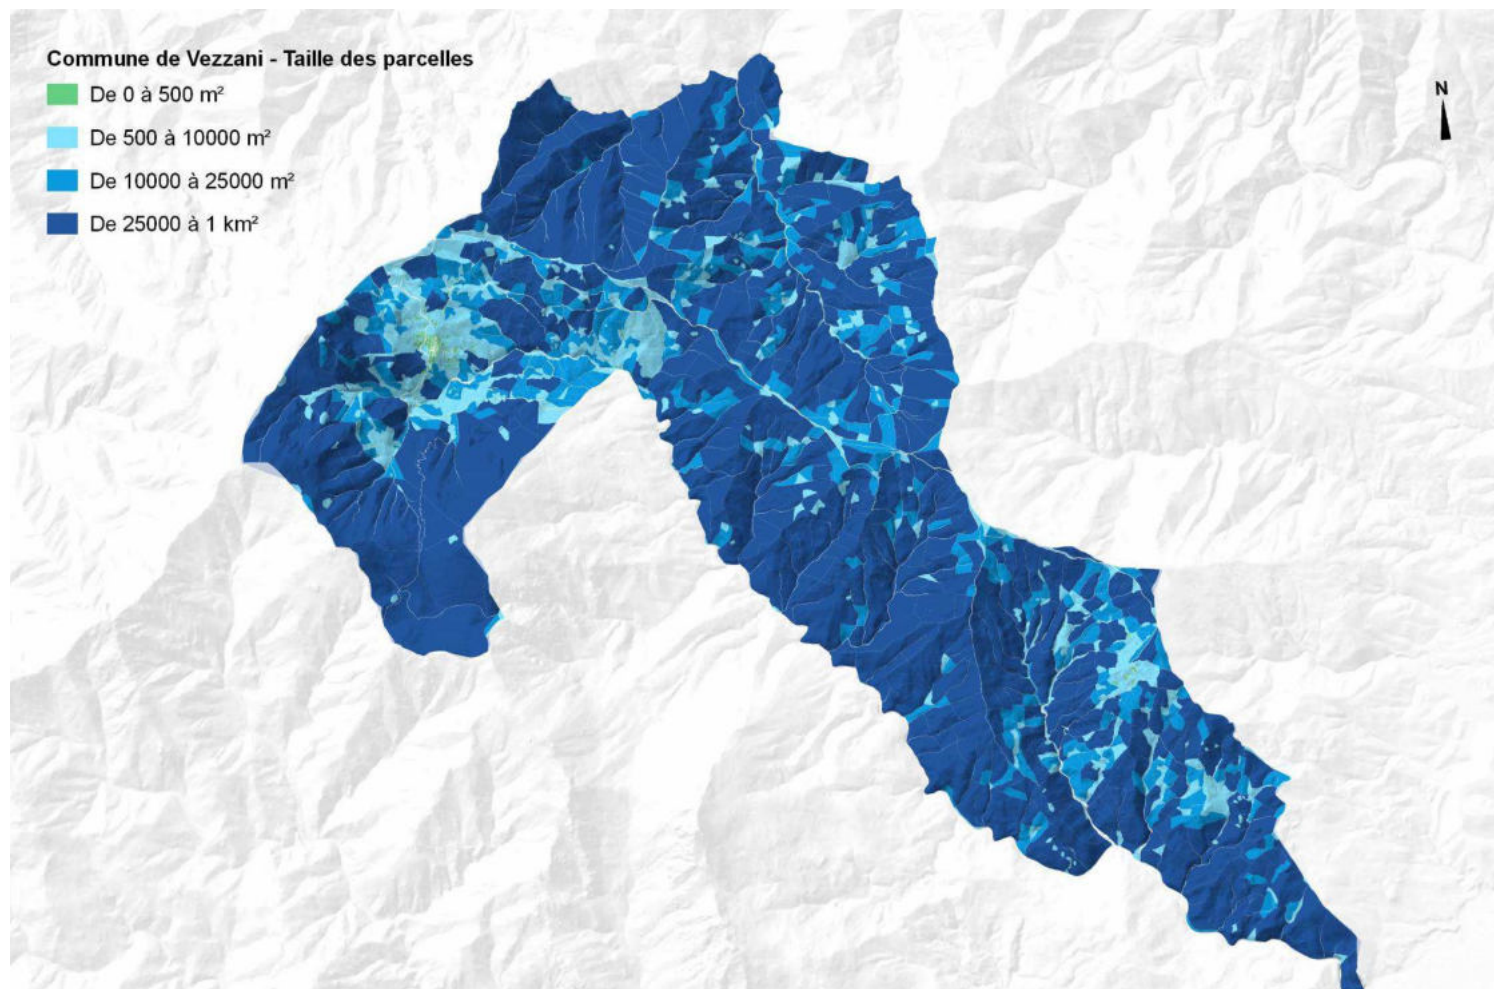 Commune de Vezzani - Taille des parcelles
De 0 à 500 m²
De 500 à 10000 m²
De 10000 à 25000 m²
De 25000 à 1 km²
N